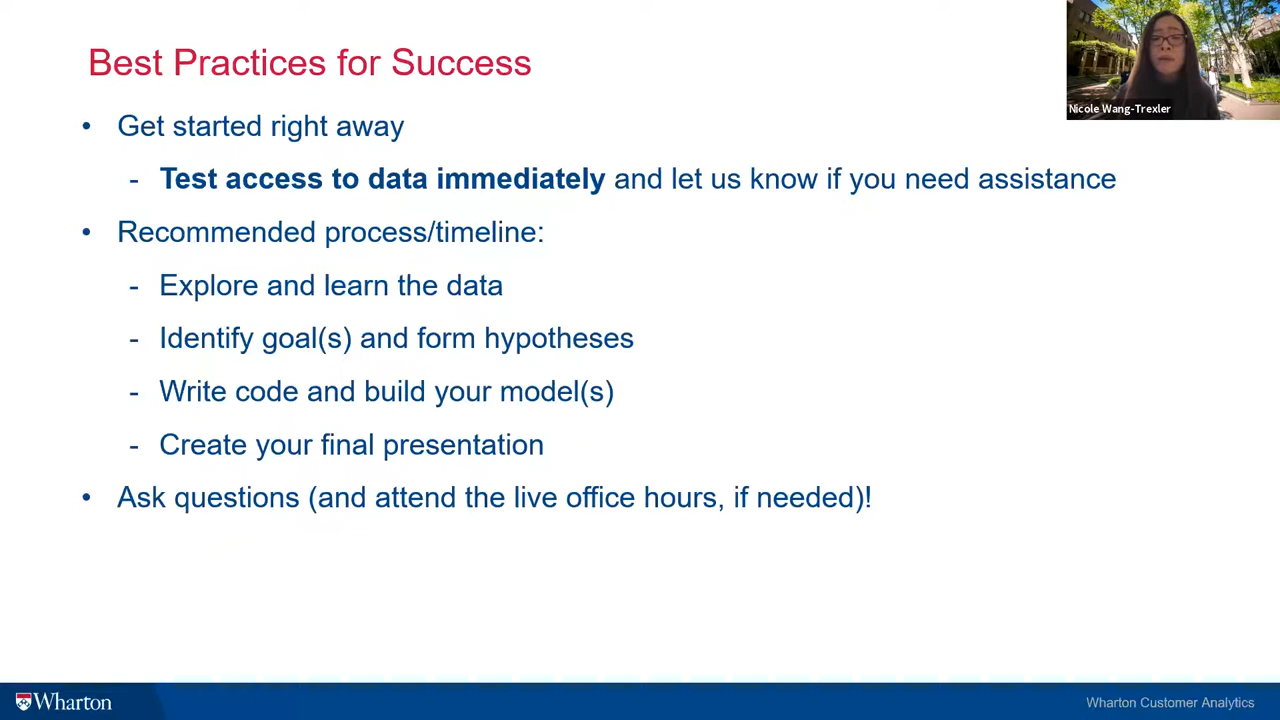 Best Practices for Success
Nicole Wang-Trexler
• Get started right away
- Test access to data immediately and let us know if you need assistance
• Recommended process/timeline:
- Explore and learn the data
- Identify goal(s) and form hypotheses
- Write code and build your model(s)
- Create your final presentation
• Ask questions (and attend the live office hours, if needed)!
Wharton
Wharton Customer Analytics